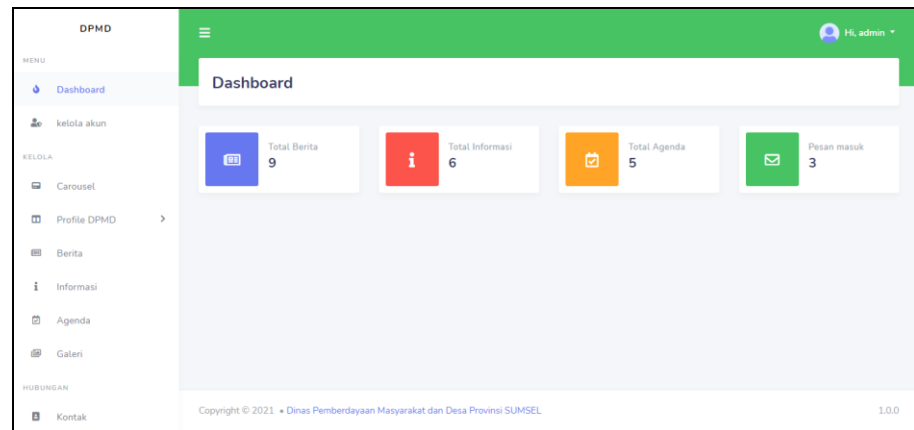 DPMD
Hi, admin
MENU
Dashboard
Dashboard
kelola akun
Total Berita
9
Total Informasi
6
Total Agenda
5
Pesan masuk
3
KELOLA
Carousel
Profile DPMD
Berita
Informasi
Agenda
Galeri
HUBUNGAN
Kontak
Copyright © 2021 • Dinas Pemberdayaan Masyarakat dan Desa Provinsi SUMSEL
1.0.0